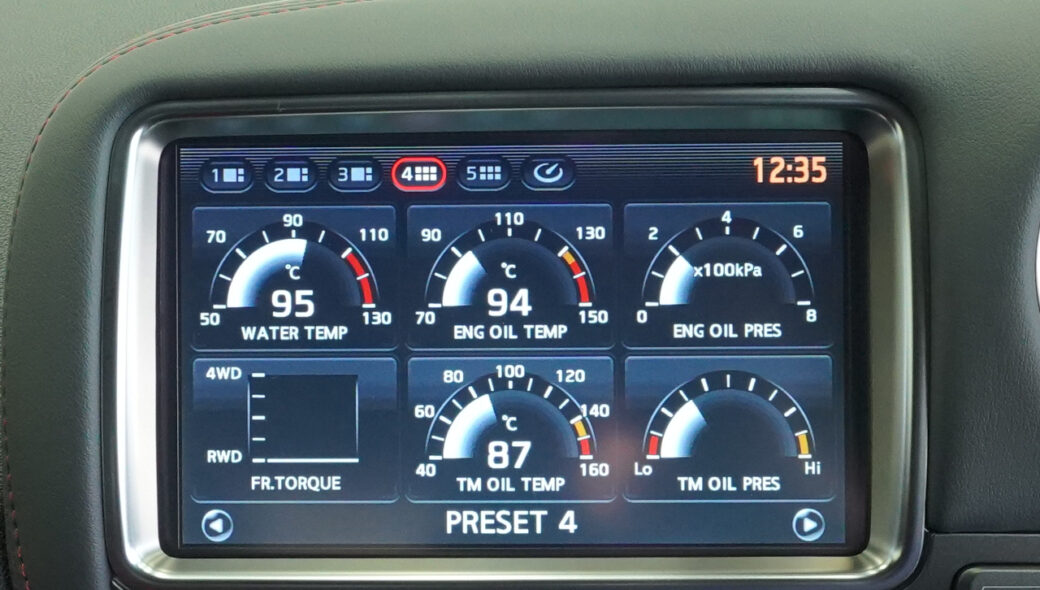 1 2 3 4 5 12:35
90
70 110
°C
95
50 130
WATER TEMP
110
90 130
°C
94
70 150
ENG OIL TEMP
4
2 6
x100kPa
0 8
ENG OIL PRES
4WD
RWD
FR.TORQUE
100
80 120
60 140
°C
87
40 160
TM OIL TEMP
Lo Hi
TM OIL PRES
PRESET 4